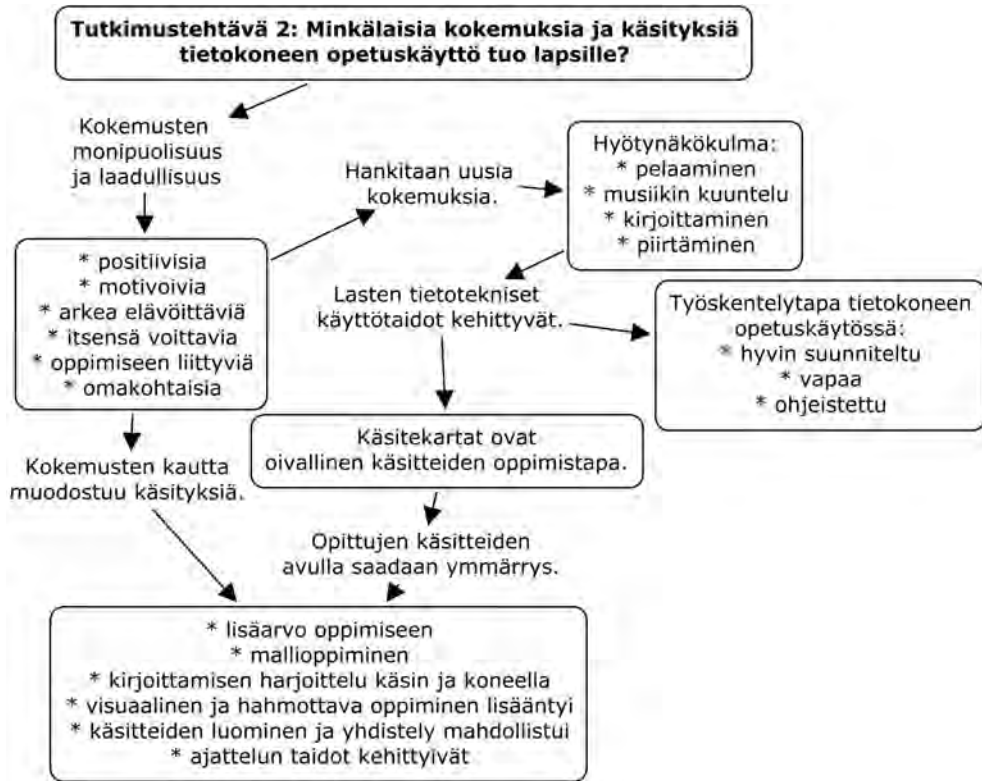 Tutkimustehtävä 2: Minkälaisia kokemuksia ja käsityksiä
tietokoneen opetuskäyttö tuo lapsille?
Kokemusten
monipuolisuus
ja laadullisuus
Hankitaan uusia
kokemuksia.
Hyötynäkökulma:
* pelaaminen
* musiikin kuuntelu
* kirjoittaminen
* piirtäminen
* positiivisia
* motivoivia
* arkea elävöittäviä
* itsensä voittavia
* oppimiseen liittyviä
* omakohtaisia
Lasten tietotekniset
käyttötaidot kehittyvät.
Työskentelytapa tietokoneen
opetuskäytössä:
* hyvin suunniteltu
* vapaa
* ohjeistettu
Käsitekartat ovat
oivallinen käsitteiden oppimistapa.
Kokemusten kautta
muodostuu käsityksiä.
Opittujen käsitteiden
avulla saadaan ymmärrys.
* lisäarvo oppimiseen
* mallioppiminen
* kirjoittamisen harjoittelu käsin ja koneella
* visuaalinen ja hahmottava oppiminen lisääntyi
* käsitteiden luominen ja yhdistely mahdollistui
* ajattelun taidot kehittyivät